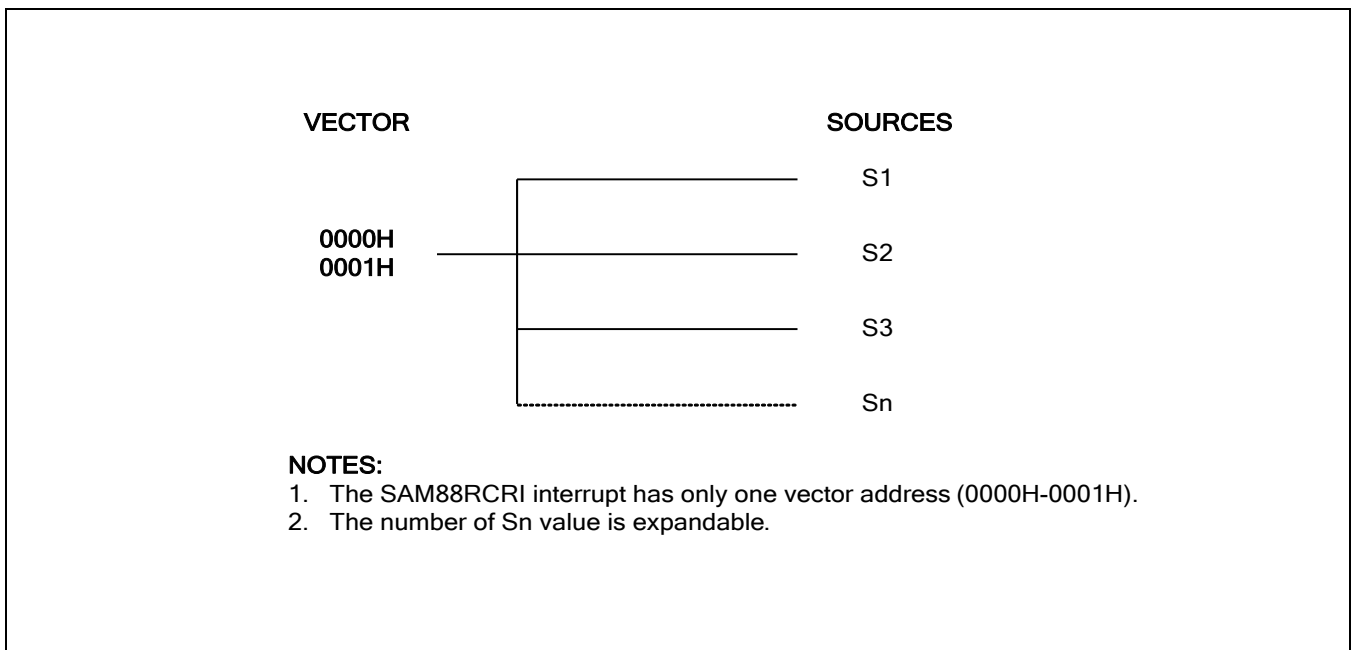 VECTOR SOURCES
S1
0000H
0001H
S2
S3
Sn
NOTES:
1. The SAM88RCRI interrupt has only one vector address (0000H-0001H).
2. The number of Sn value is expandable.